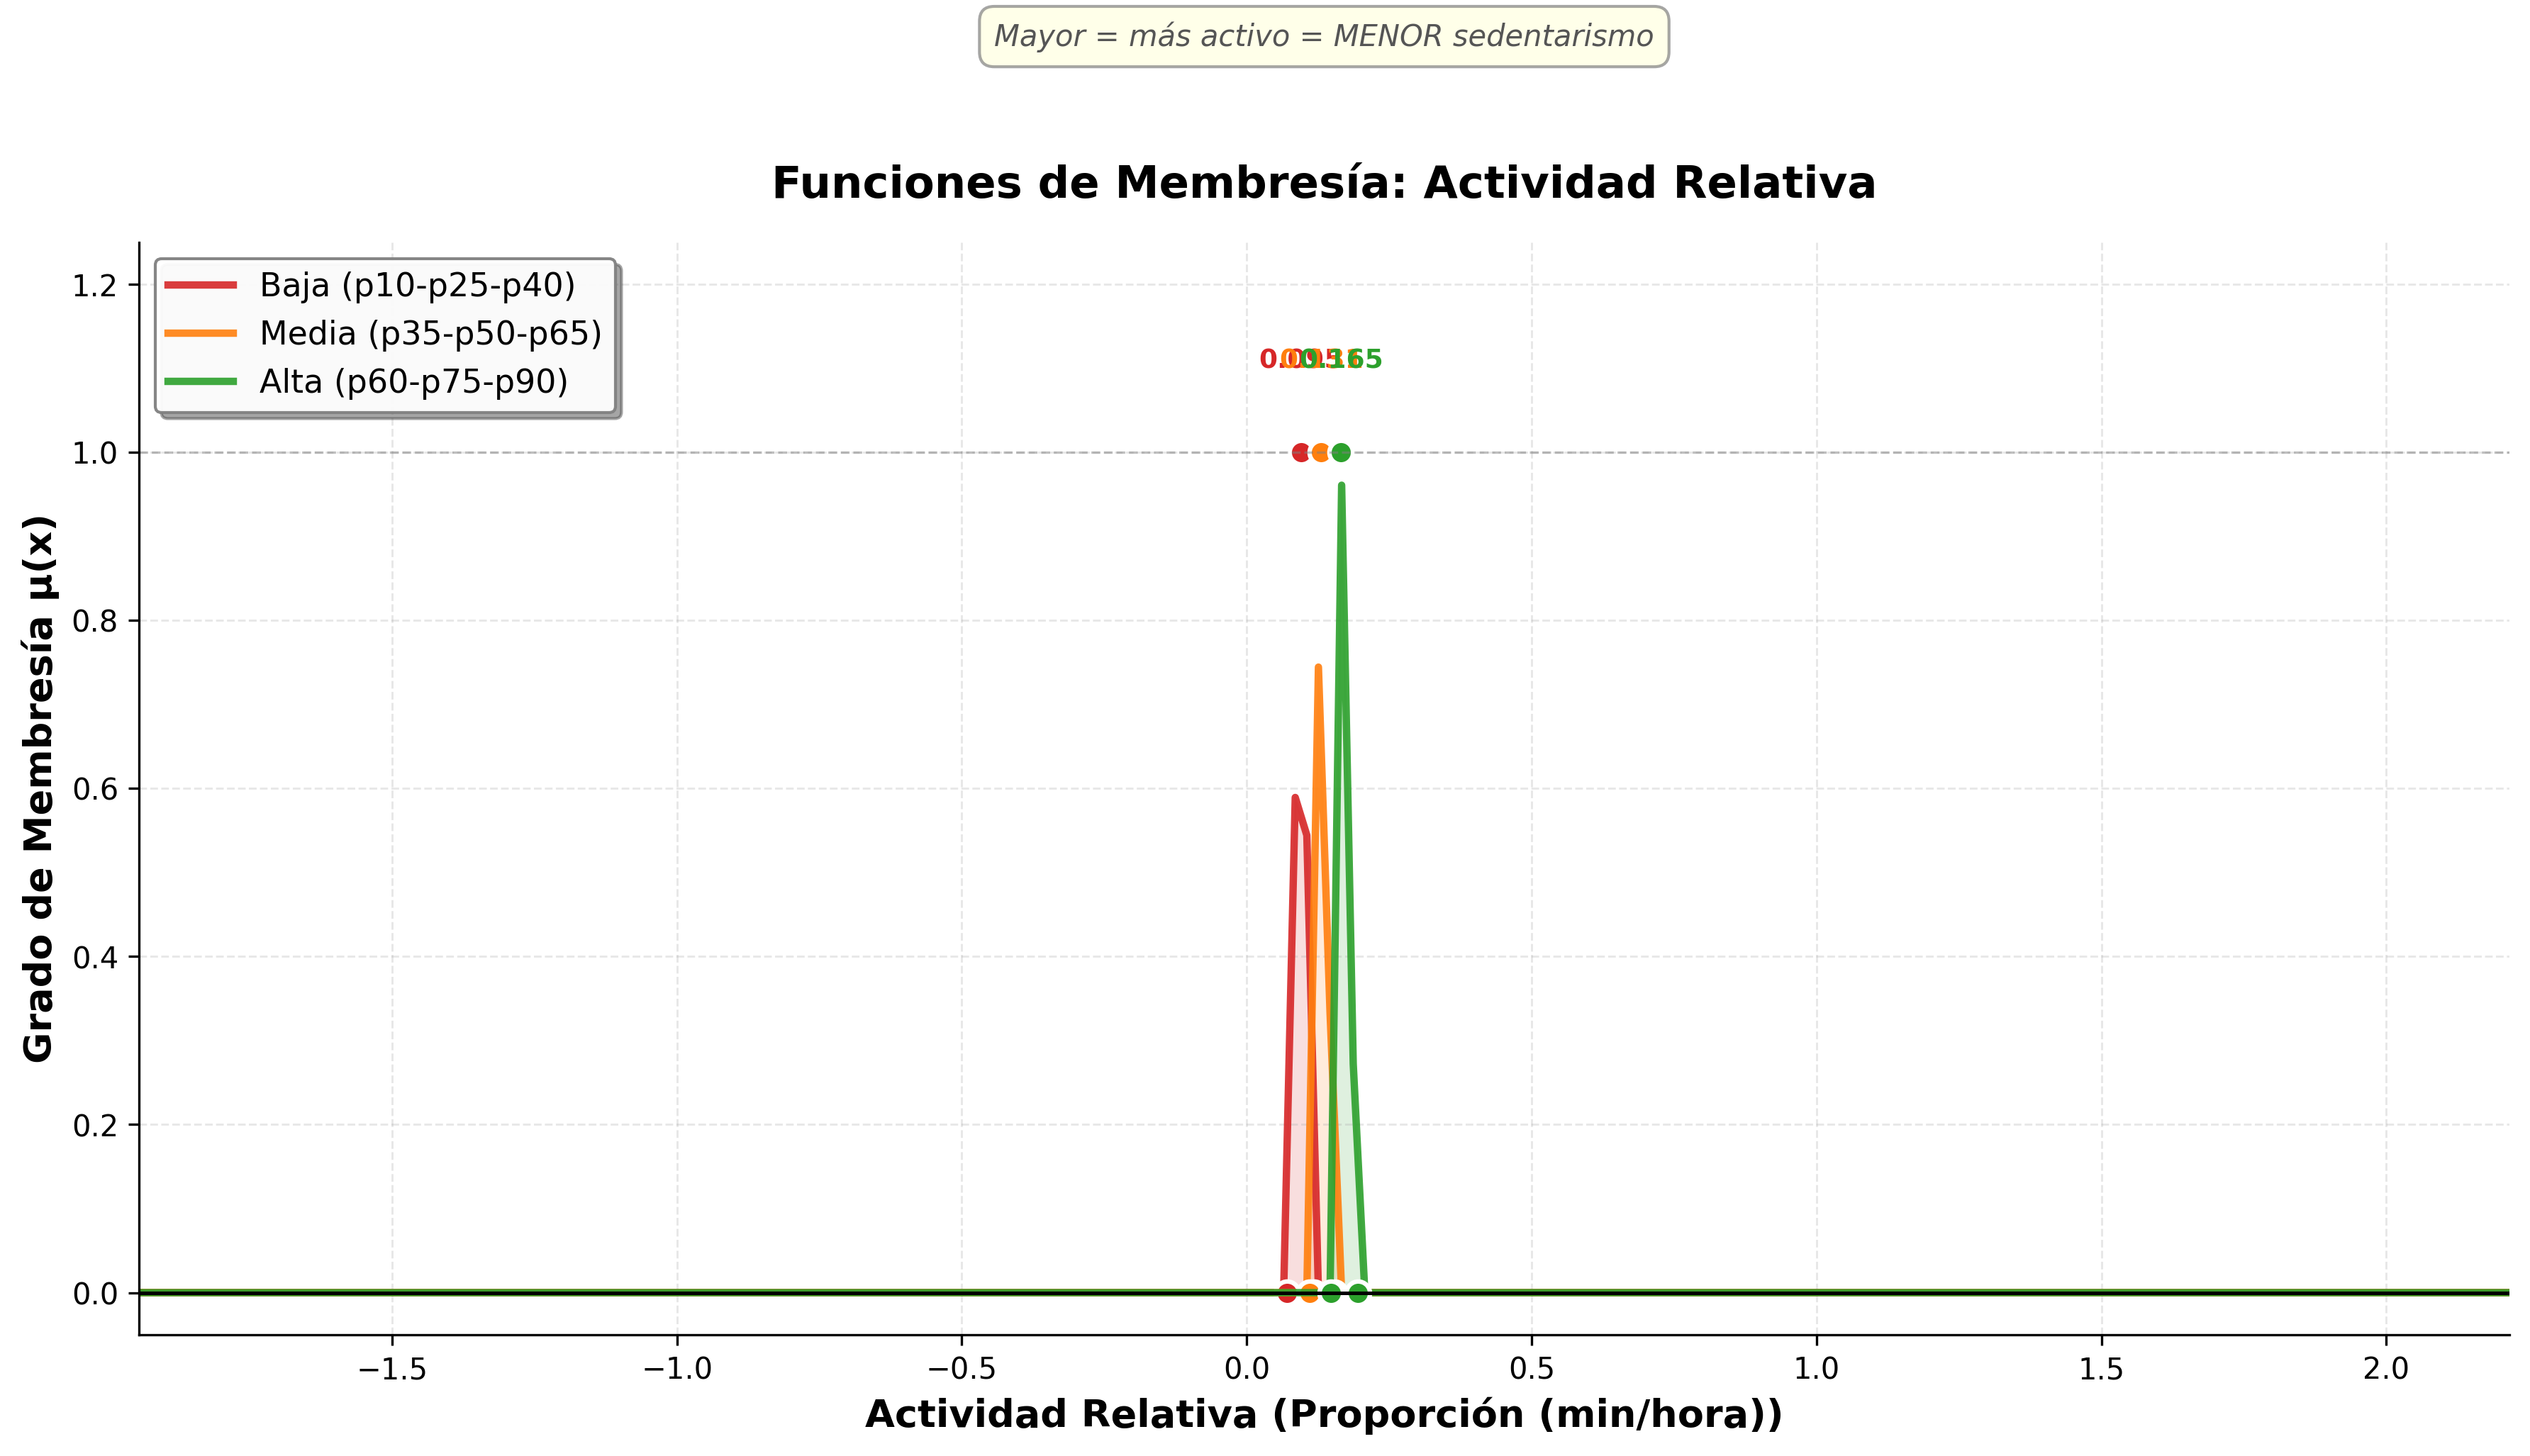 Mayor = más activo = MENOR sedentarismo
Funciones de Membresía: Actividad Relativa
Baja (p10-p25-p40)
Media (p35-p50-p65)
Alta (p60-p75-p90)
1.2
1.0
0.8
0.6
0.4
0.2
0.0
0.165
Grado de Membresía μ(x)
−1.5
−1.0
−0.5
0.0
0.5
1.0
1.5
2.0
Actividad Relativa (Proporción (min/hora))